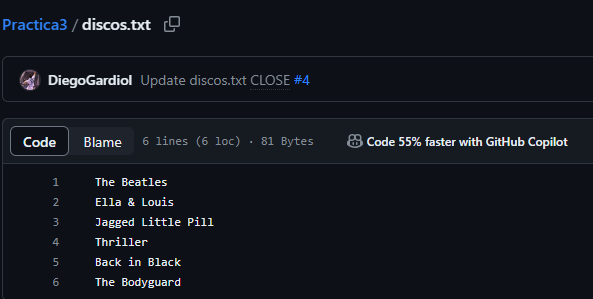 Practica3 / discos.txt
DiegoGardiol Update discos.txt CLOSE #4
Code Blame 6 lines (6 loc) · 81 Bytes Code 55% faster with GitHub Copilot
1 The Beatles
2 Ella & Louis
3 Jagged Little Pill
4 Thriller
5 Back in Black
6 The Bodyguard